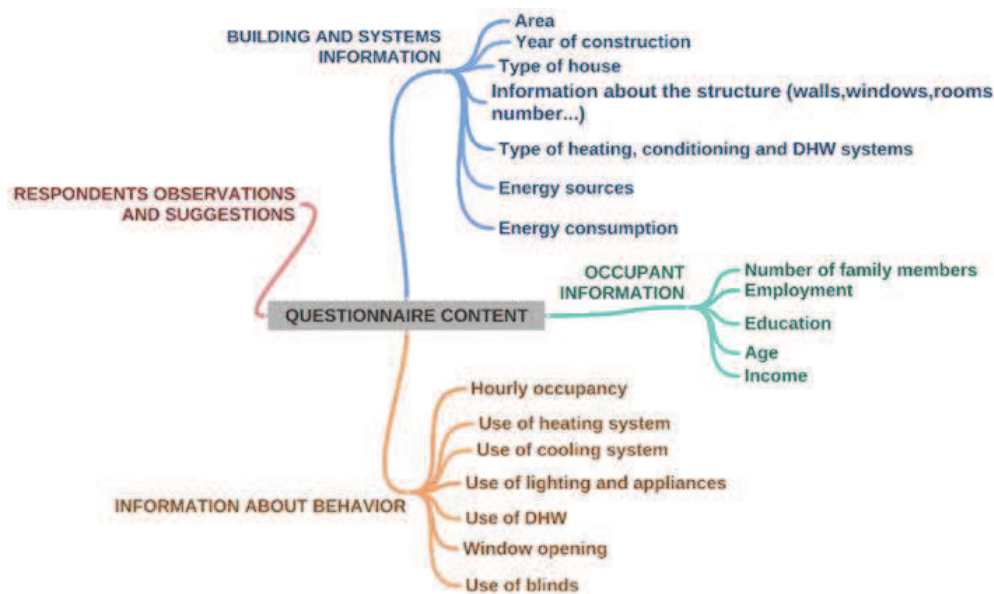 BUILDING AND SYSTEMS
INFORMATION
Area
Year of construction
Type of house
Information about the structure (walls,windows,rooms
number...)
Type of heating, conditioning and DHW systems
Energy sources
Energy consumption
RESPONDENTS OBSERVATIONS
AND SUGGESTIONS
QUESTIONNAIRE CONTENT
OCCUPANT
INFORMATION
Number of family members
Employment
Education
Age
Income
INFORMATION ABOUT BEHAVIOR
Hourly occupancy
Use of heating system
Use of cooling system
Use of lighting and appliances
Use of DHW
Window opening
Use of blinds